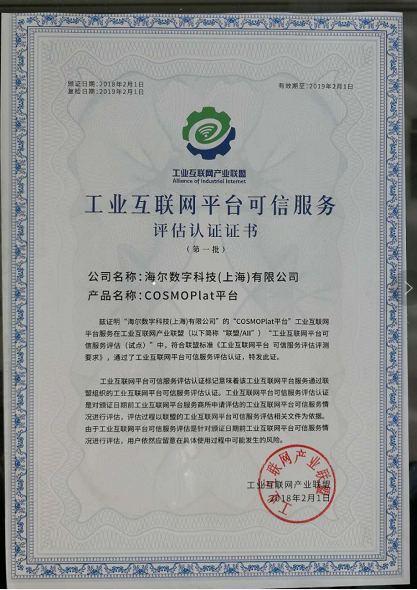 颁证日期:2018年2月1日
有效期至:2019年2月1日
复检日期:2019年2月1日
工业互联网产业联盟
Alliance of Industrial Internet
工业互联网平台可信服务
评估认证证书
(第一批)
公司名称:海尔数字科技(上海)有限公司
产品名称:COSMOPlat平台
兹证明“海尔数字科技(上海)有限公司”的“COSMOPlat平台”工业互联网
平台服务在工业互联网产业联盟(以下简称“联盟/AII”)“工业互联网平台可
信服务评估(试点)”中,符合联盟标准《工业互联网平台 可信服务评估评测
要求》,通过了工业互联网平台可信服务评估认证,特发此证。
工业互联网平台可信服务评估认证标记意味着该工业互联网平台服务通过联
盟组织的工业互联网平台可信服务评估认证。工业互联网平台可信服务评估认证
是对颁证日期前工业互联网平台服务商所申请评估的工业互联网平台可信服务情
况进行评估,评估过程以联盟的工业互联网平台可信服务评估相关文件为依据。
由于工业互联网平台可信服务评估是针对颁证日期前工业互联网平台可信服务情
况进行评估,用户依然应留意在具体使用过程中可能发生的风险。
工业互联网产业联盟
2018年2月1日
工业互联网产业联盟